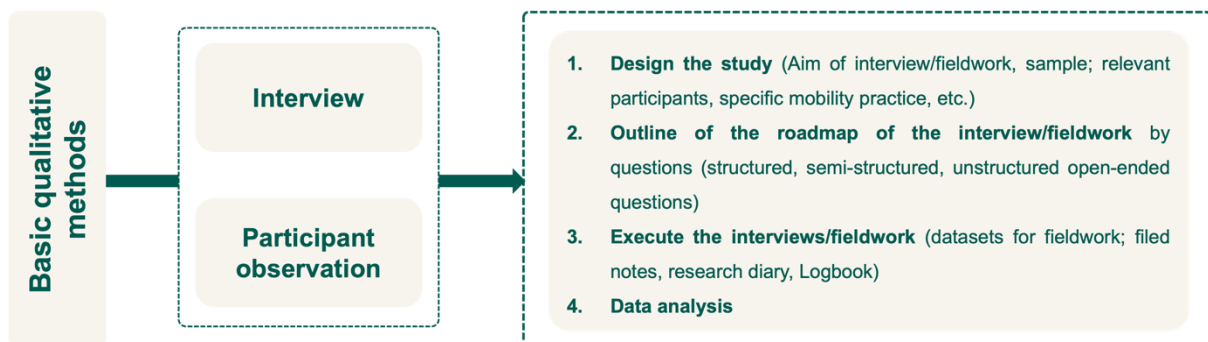 Basic qualitative
methods
Interview
Participant
observation
1. Design the study (Aim of interview/fieldwork, sample; relevant
participants, specific mobility practice, etc.)
2. Outline of the roadmap of the interview/fieldwork by
questions (structured, semi-structured, unstructured open-ended
questions)
3. Execute the interviews/fieldwork (datasets for fieldwork; filed
notes, research diary, Logbook)
4. Data analysis